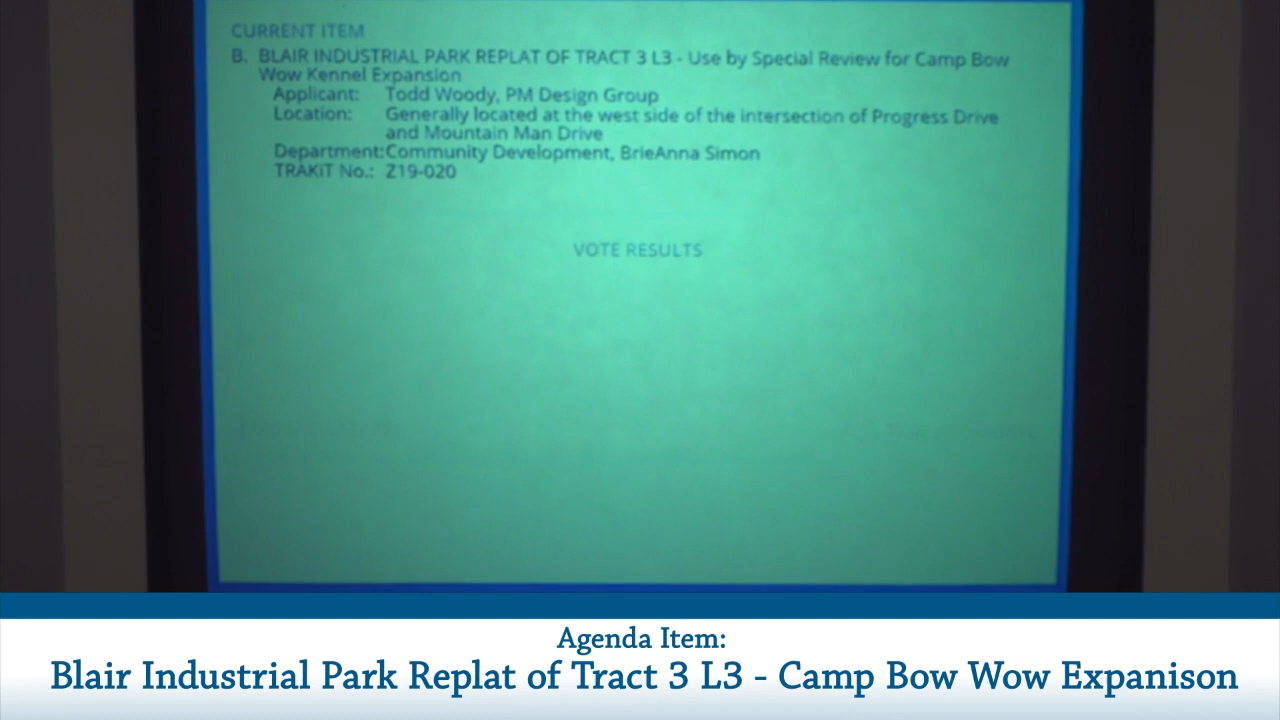 CURRENT ITEM
B. BLAIR INDUSTRIAL PARK REPLAT OF TRACT 3 L3 - Use by Special Review for Camp Bow
Wow Kennel Expansion
Applicant: Todd Woody, PM Design Group
Location: Generally located at the west side of the intersection of Progress Drive
and Mountain Man Drive
Department: Community Development, BrieAnna Simon
TRAKiT No.: Z19-020
VOTE RESULTS
Agenda Item:
Blair Industrial Park Replat of Tract 3 L3 - Camp Bow Wow Expanison